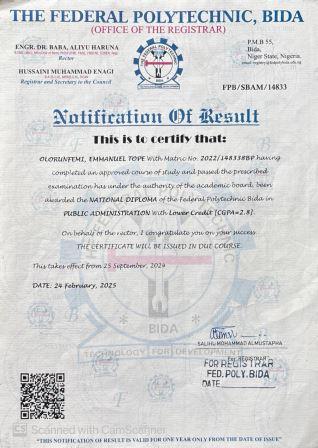 THE FEDERAL POLYTECHNIC, BIDA
(OFFICE OF THE REGISTRAR)
ENGR. DR. BABA, ALIYU HARUNA
Rector
HUSSAINI MUHAMMAD ENAGI
Registrar and Secretary to the Council
P.M.B 55,
Bida,
Niger State, Nigeria.
FPB/SBAM/14833
Notification Of Result
This is to certify that:
OLORUNFEMI, EMMANUEL TOPE With Matric No. 2022/148338BP having
completed an approved course of study and passed the prescribed
examination has under the authority of the academic board, been
awarded the NATIONAL DIPLOMA of the Federal Polytechnic Bida in
PUBLIC ADMINISTRATION With Lower Credit [CGPA=2.8].
On behalf of the rector, I congratulate you on your success
THE CERTIFICATE WILL BE ISSUED IN DUE COURSE.
This takes effect from 25 September, 2024
DATE: 24 February, 2025
BIDA
TECHNOLOGY FOR DEVELOPMENT
SALIHU MOHAMMAD ALMUSTAPHA
For: REGISTRAR
FOR REGISTRAR
FED. POLY. BIDA
DATE
CS Scanned with CamScanner
"THIS NOTIFICATION OF RESULT IS VALID FOR ONE YEAR ONLY FROM THE DATE OF ISSUE"